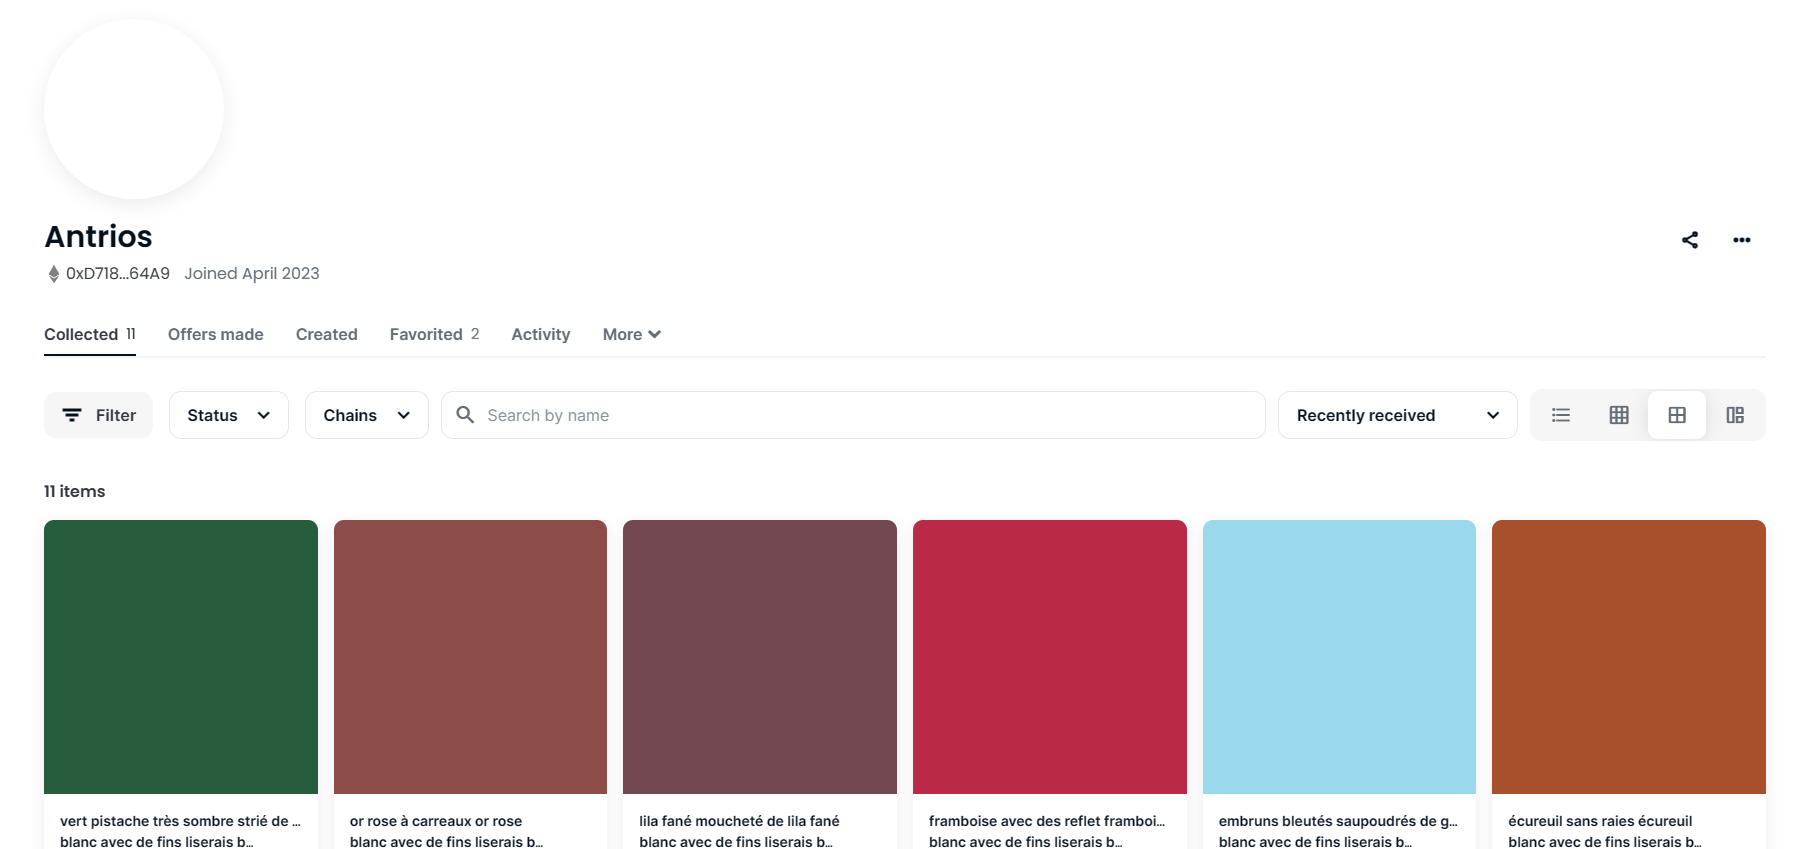 Antrios
0xD718...64A9 Joined April 2023
Collected 11 Offers made Created Favorited 2 Activity More
Filter Status Chains Search by name Recently received
11 items
vert pistache très sombre strié de ...
blanc avec de fins liserais b...
or rose à carreaux or rose
blanc avec de fins liserais b...
lila fané moucheté de lila fané
blanc avec de fins liserais b...
framboise avec des reflet framboi...
blanc avec de fins liserais b...
embruns bleutés saupoudrés de g...
blanc avec de fins liserais b...
écureuil sans raies écureuil
blanc avec de fins liserais b...